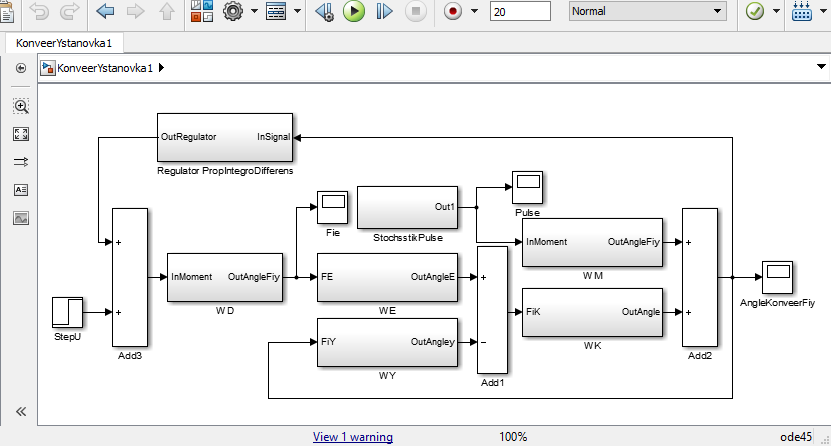 20
Normal
KonveerYstanovka1
KonveerYstanovka1
OutRegulator
InSignal
Regulator PropIntegroDifferens
Out1
StochsstikPulse
Pulse
Fie
+
+
Add3
StepU
InMoment
OutAngleFiy
WD
FE
OutAngleE
WE
FiY
OutAngley
WY
+
−
Add1
InMoment
OutAngleFiy
WM
FiK
OutAngle
WK
+
+
Add2
AngleKonveerFiy
View 1 warning
100%
ode45